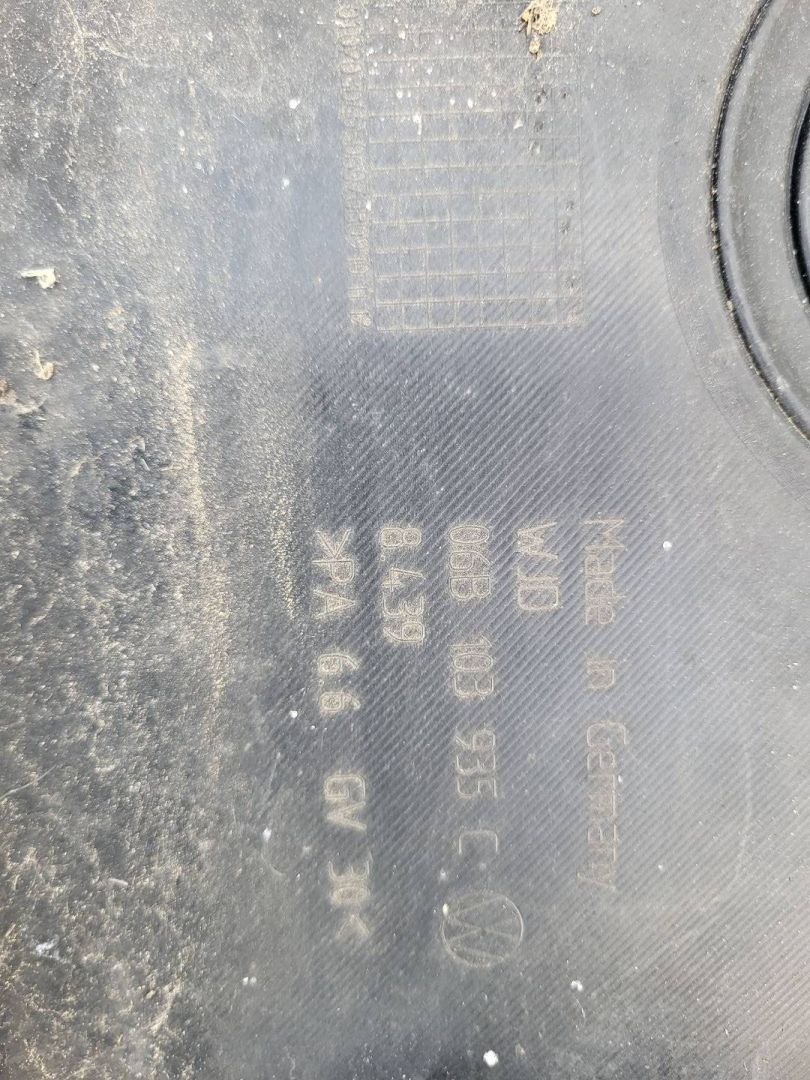 Made in Germany
WJD
06B 103 935 C
8.439
>PA 66 GV 30<